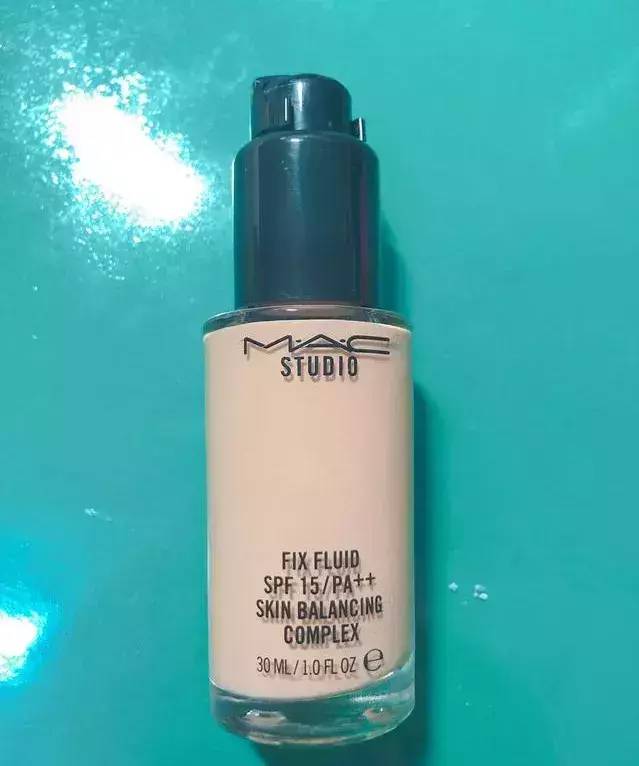 M·A·C
STUDIO
FIX FLUID
SPF 15/PA++
SKIN BALANCING
COMPLEX
30 ML / 1.0 FL OZ ℮